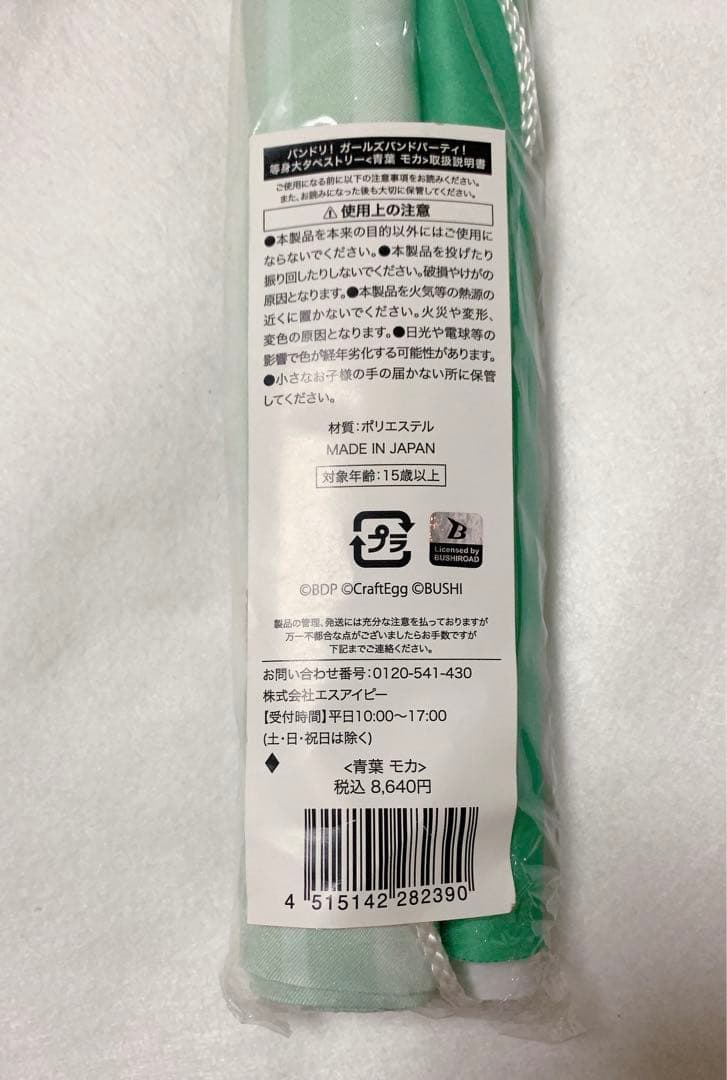 バンドリ！ ガールズバンドパーティ！
等身大タペストリー<青葉 モカ>取扱説明書
ご使用になる前に以下の注意事項をお読みください。
また、お読みになった後も大切に保管してください。
⚠ 使用上の注意
●本製品を本来の目的以外にはご使用に
ならないでください。●本製品を投げたり
振り回したりしないでください。破損やけがの
原因となります。●本製品を火気等の熱源の
近くに置かないでください。火災や変形、
変色の原因となります。●日光や電球等の
影響で色が経年劣化する可能性があります。
●小さなお子様の手の届かない所に保管
してください。
材質：ポリエステル
MADE IN JAPAN
対象年齢：15歳以上
プラ
B
Licensed by
BUSHIROAD
©BDP ©CraftEgg ©BUSHI
製品の管理、発送には充分な注意を払っておりますが
万一不都合な点がございましたらお手数ですが
下記までご連絡ください。
お問い合わせ番号：0120-541-430
株式会社エスアイピー
【受付時間】平日10:00〜17:00
(土・日・祝日は除く)
◆
<青葉 モカ>
税込 8,640円
4 515142 282390